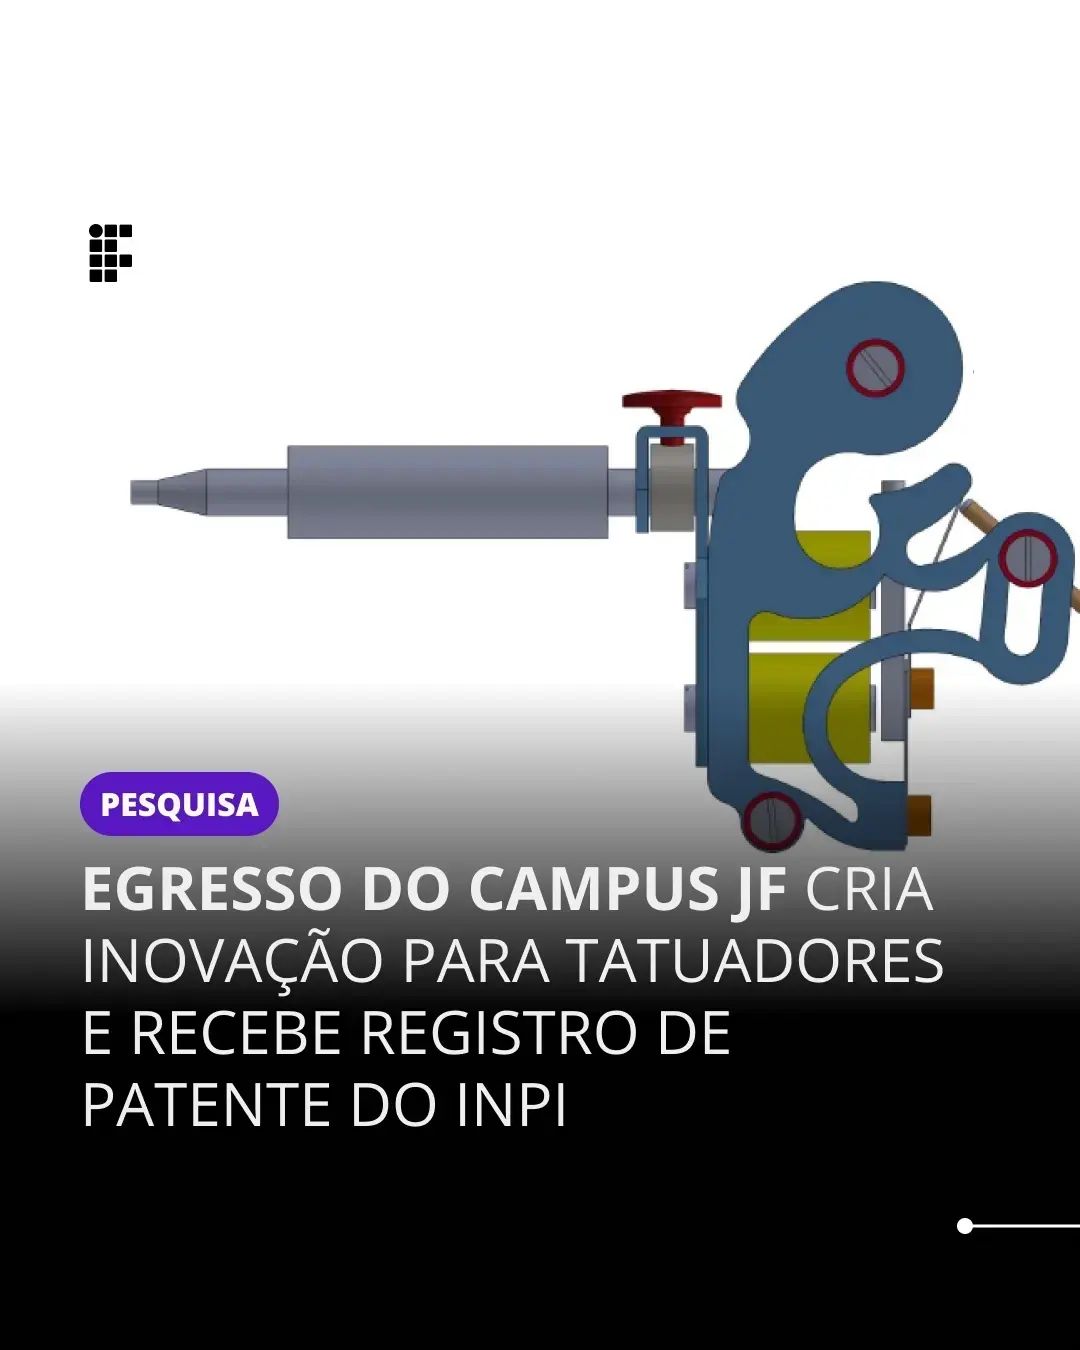 PESQUISA
EGRESSO DO CAMPUS JF CRIA
INOVAÇÃO PARA TATUADORES
E RECEBE REGISTRO DE
PATENTE DO INPI